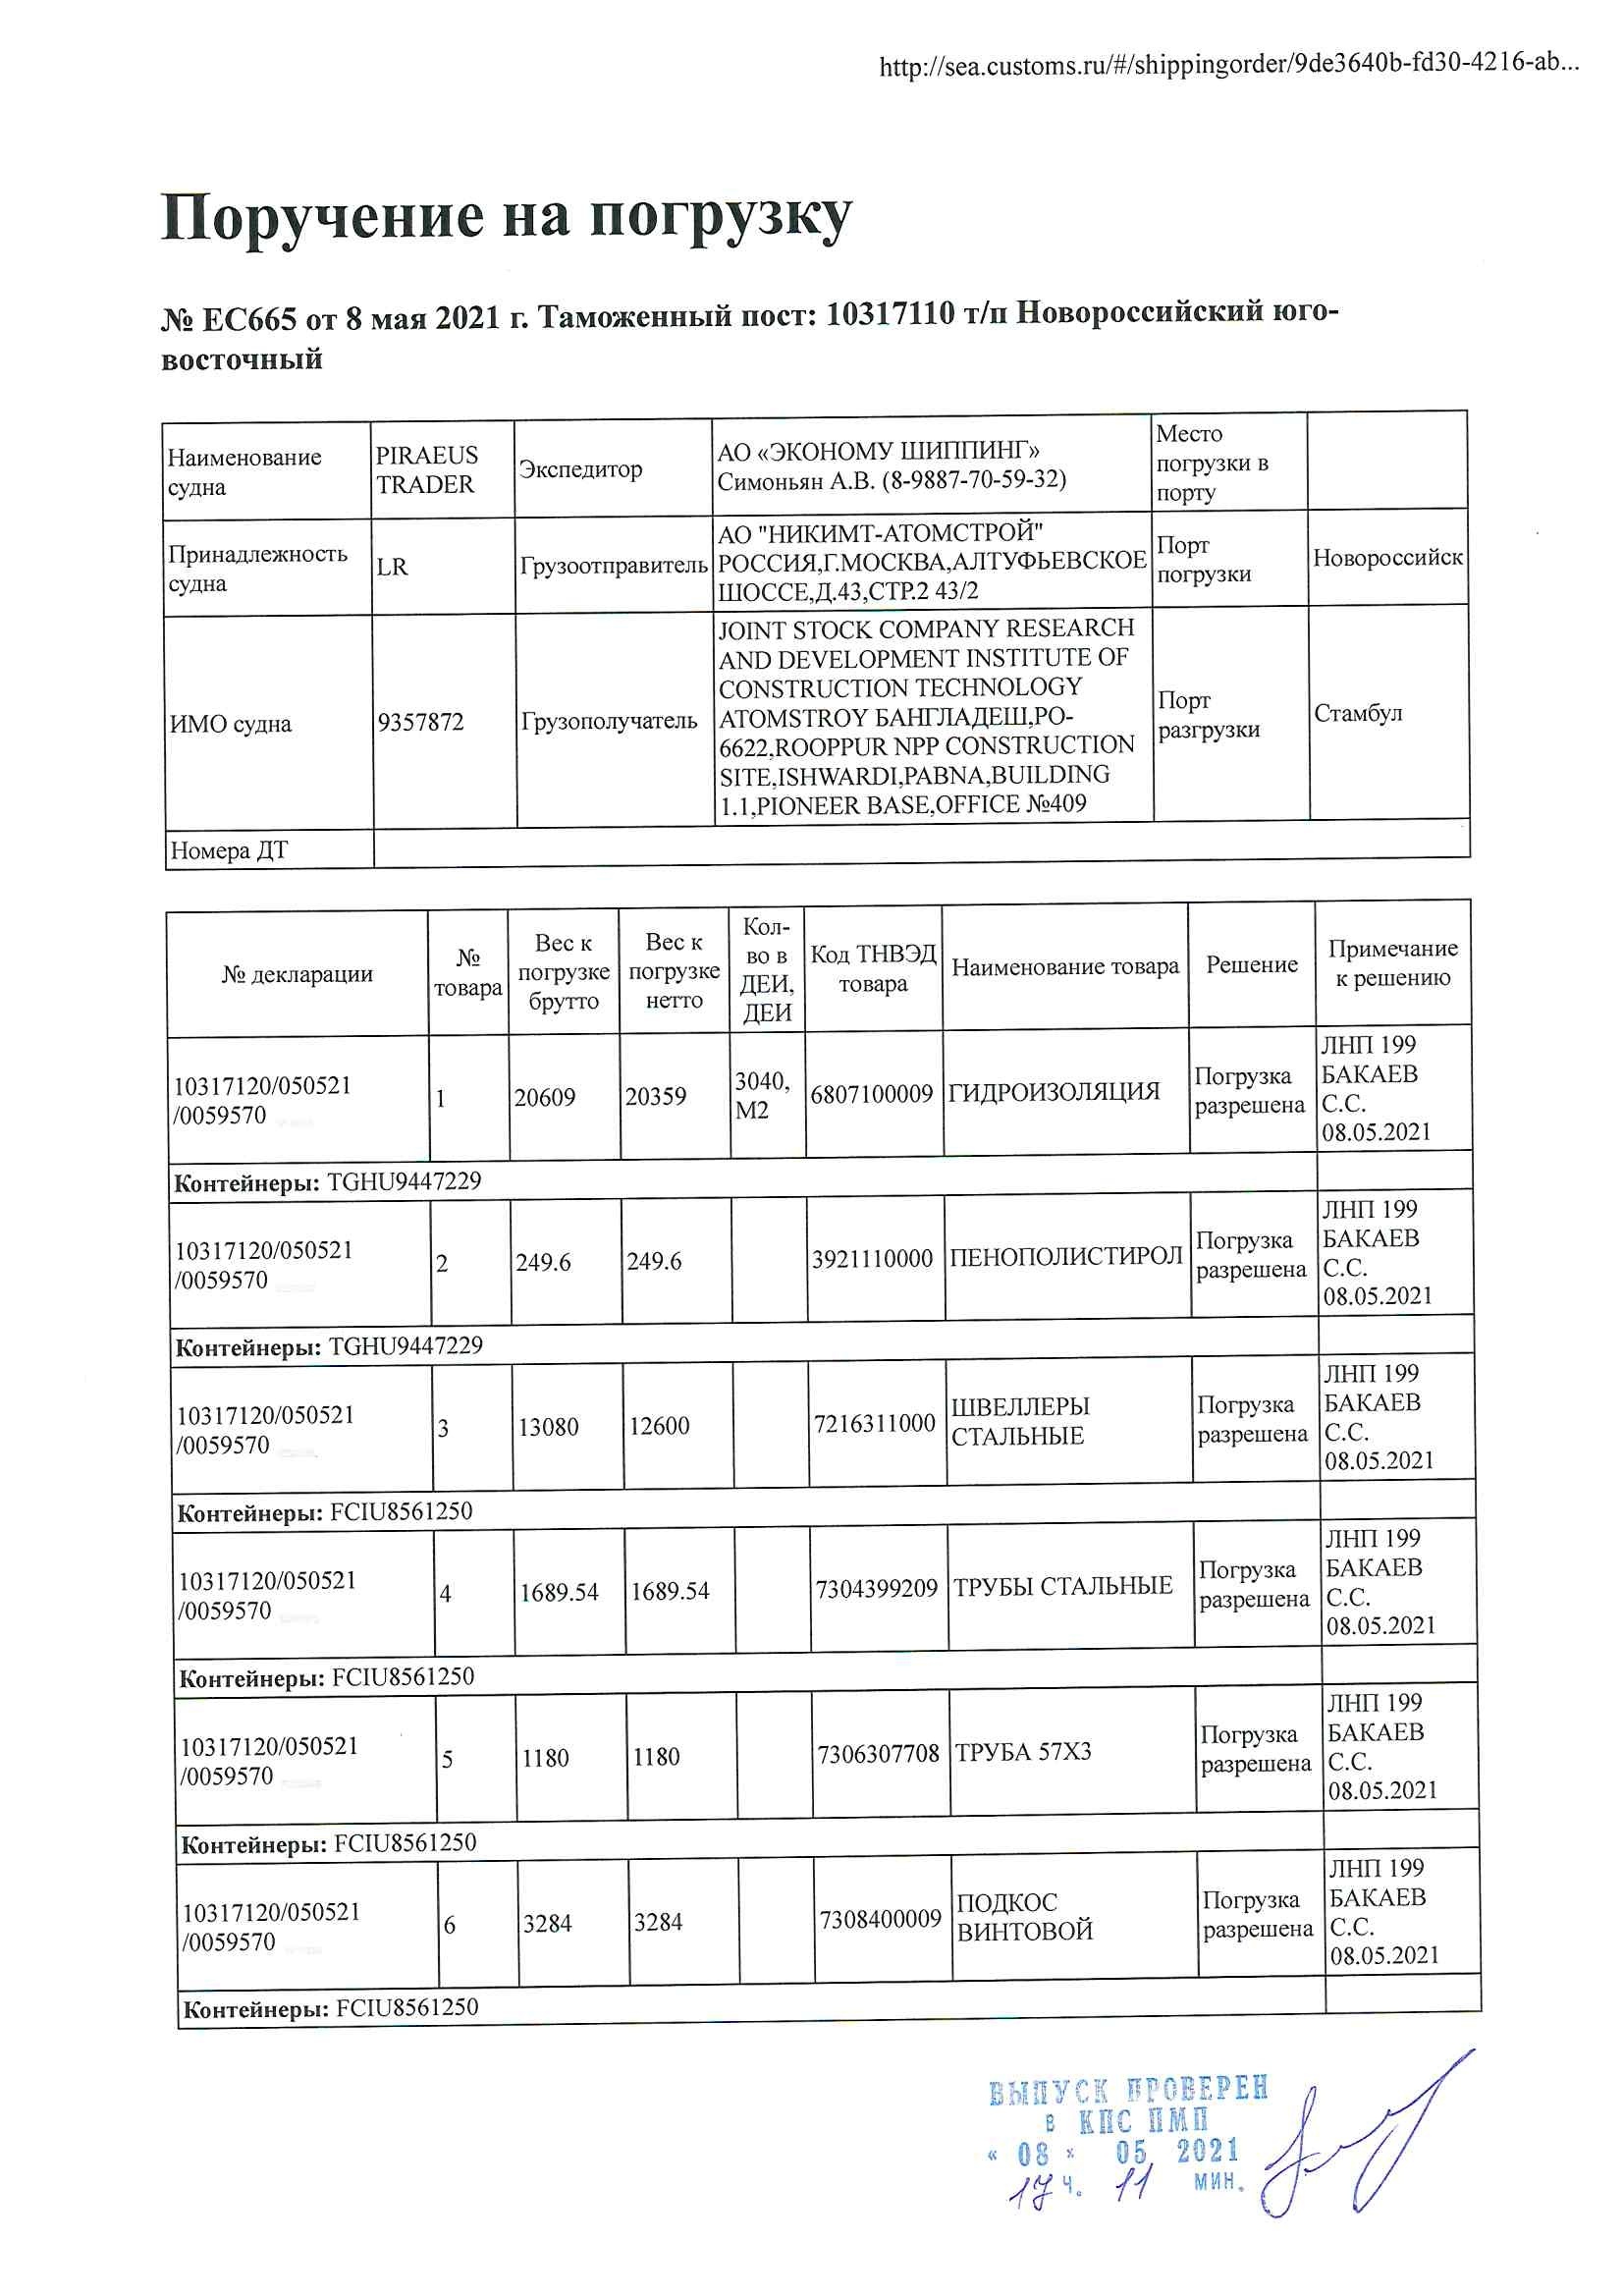 http://sea.customs.ru/#/shippingorder/9de3640b-fd30-4216-ab...
Поручение на погрузку
№ ЕС665 от 8 мая 2021 г. Таможенный пост: 10317110 т/п Новороссийский юго-
восточный
Наименование
судна
PIRAEUS
TRADER
Экспедитор
АО «ЭКОНОМУ ШИППИНГ»
Симоньян А.В. (8-9887-70-59-32)
Место
погрузки в
порту
Принадлежность
судна
LR
Грузоотправитель
АО "НИКИМТ-АТОМСТРОЙ"
РОССИЯ,Г.МОСКВА,АЛТУФЬЕВСКОЕ
ШОССЕ,Д.43,СТР.2 43/2
Порт
погрузки
Новороссийск
ИМО судна
9357872
Грузополучатель
JOINT STOCK COMPANY RESEARCH
AND DEVELOPMENT INSTITUTE OF
CONSTRUCTION TECHNOLOGY
ATOMSTROY БАНГЛАДЕШ,PO-
6622,ROOPPUR NPP CONSTRUCTION
SITE,ISHWARDI,PABNA,BUILDING
1.1,PIONEER BASE,OFFICE №409
Порт
разгрузки
Стамбул
Номера ДТ
№ декларации
№
товара
Вес к
погрузке
брутто
Вес к
погрузке
нетто
Кол-
во в
ДЕИ,
ДЕИ
Код ТНВЭД
товара
Наименование товара
Решение
Примечание
к решению
10317120/050521
/0059570
1
20609
20359
3040,
М2
6807100009
ГИДРОИЗОЛЯЦИЯ
Погрузка
разрешена
ЛНП 199
БАКАЕВ
С.С.
08.05.2021
Контейнеры: TGHU9447229
10317120/050521
/0059570
2
249.6
249.6
3921110000
ПЕНОПОЛИСТИРОЛ
Погрузка
разрешена
ЛНП 199
БАКАЕВ
С.С.
08.05.2021
Контейнеры: TGHU9447229
10317120/050521
/0059570
3
13080
12600
7216311000
ШВЕЛЛЕРЫ
СТАЛЬНЫЕ
Погрузка
разрешена
ЛНП 199
БАКАЕВ
С.С.
08.05.2021
Контейнеры: FCIU8561250
10317120/050521
/0059570
4
1689.54
1689.54
7304399209
ТРУБЫ СТАЛЬНЫЕ
Погрузка
разрешена
ЛНП 199
БАКАЕВ
С.С.
08.05.2021
Контейнеры: FCIU8561250
10317120/050521
/0059570
5
1180
1180
7306307708
ТРУБА 57Х3
Погрузка
разрешена
ЛНП 199
БАКАЕВ
С.С.
08.05.2021
Контейнеры: FCIU8561250
10317120/050521
/0059570
6
3284
3284
7308400009
ПОДКОС
ВИНТОВОЙ
Погрузка
разрешена
ЛНП 199
БАКАЕВ
С.С.
08.05.2021
Контейнеры: FCIU8561250
ВЫПУСК ПРОВЕРЕН
в КПС ПМП
« 08 » 05 2021
17 ч. 11 мин.